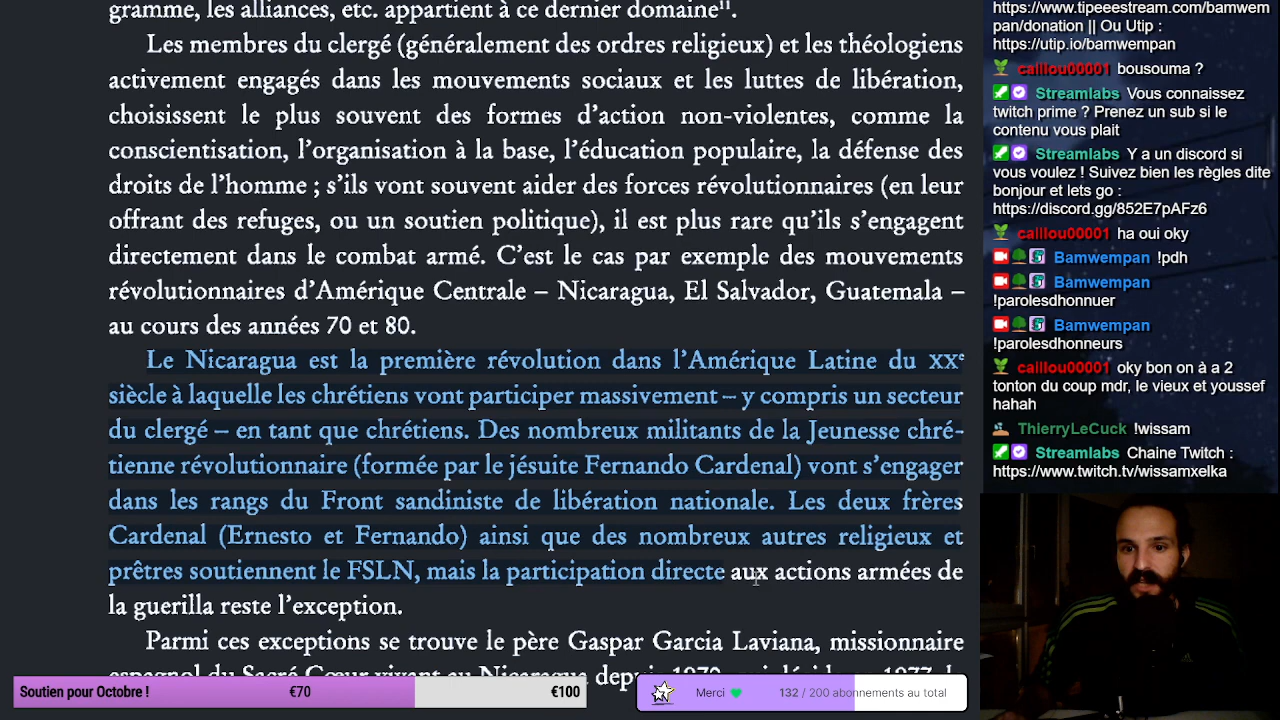 gramme, les alliances, etc. appartient à ce dernier domaine¹¹.
Les membres du clergé (généralement des ordres religieux) et les théologiens
activement engagés dans les mouvements sociaux et les luttes de libération,
choisissent le plus souvent des formes d’action non-violentes, comme la
conscientisation, l’organisation à la base, l’éducation populaire, la défense des
droits de l’homme ; s’ils vont souvent aider des forces révolutionnaires (en leur
offrant des refuges, ou un soutien politique), il est plus rare qu’ils s’engagent
directement dans le combat armé. C’est le cas par exemple des mouvements
révolutionnaires d’Amérique Centrale – Nicaragua, El Salvador, Guatemala –
au cours des années 70 et 80.
Le Nicaragua est la première révolution dans l’Amérique Latine du XXᵉ
siècle à laquelle les chrétiens vont participer massivement – y compris un secteur
du clergé – en tant que chrétiens. Des nombreux militants de la Jeunesse chré-
tienne révolutionnaire (formée par le jésuite Fernando Cardenal) vont s’engager
dans les rangs du Front sandiniste de libération nationale. Les deux frères
Cardenal (Ernesto et Fernando) ainsi que des nombreux autres religieux et
prêtres soutiennent le FSLN, mais la participation directe aux actions armées de
la guerilla reste l’exception.
Parmi ces exceptions se trouve le père Gaspar Garcia Laviana, missionnaire
espagnol du Sacré Cœur vivant au Nicaragua depuis
Soutien pour Octobre !
€70
€100
Merci
132 / 200 abonnements au total
https://www.tipeeestream.com/bamwem
pan/donation || Ou Utip :
https://utip.io/bamwempan
calllou00001 bousouma ?
Streamlabs Vous connaissez
twitch prime ? Prenez un sub si le
contenu vous plait
Streamlabs Y a un discord si
vous voulez ! Suivez bien les règles dite
bonjour et lets go :
https://discord.gg/852E7pAFz6
calllou00001 ha oui oky
Bamwempan !pdh
Bamwempan
!parolesdhonnuer
Bamwempan
!parolesdhonneurs
calllou00001 oky bon on à a 2
tonton du coup mdr, le vieux et youssef
hahah
ThierryLeCuck !wissam
Streamlabs Chaine Twitch :
https://www.twitch.tv/wissamxelka